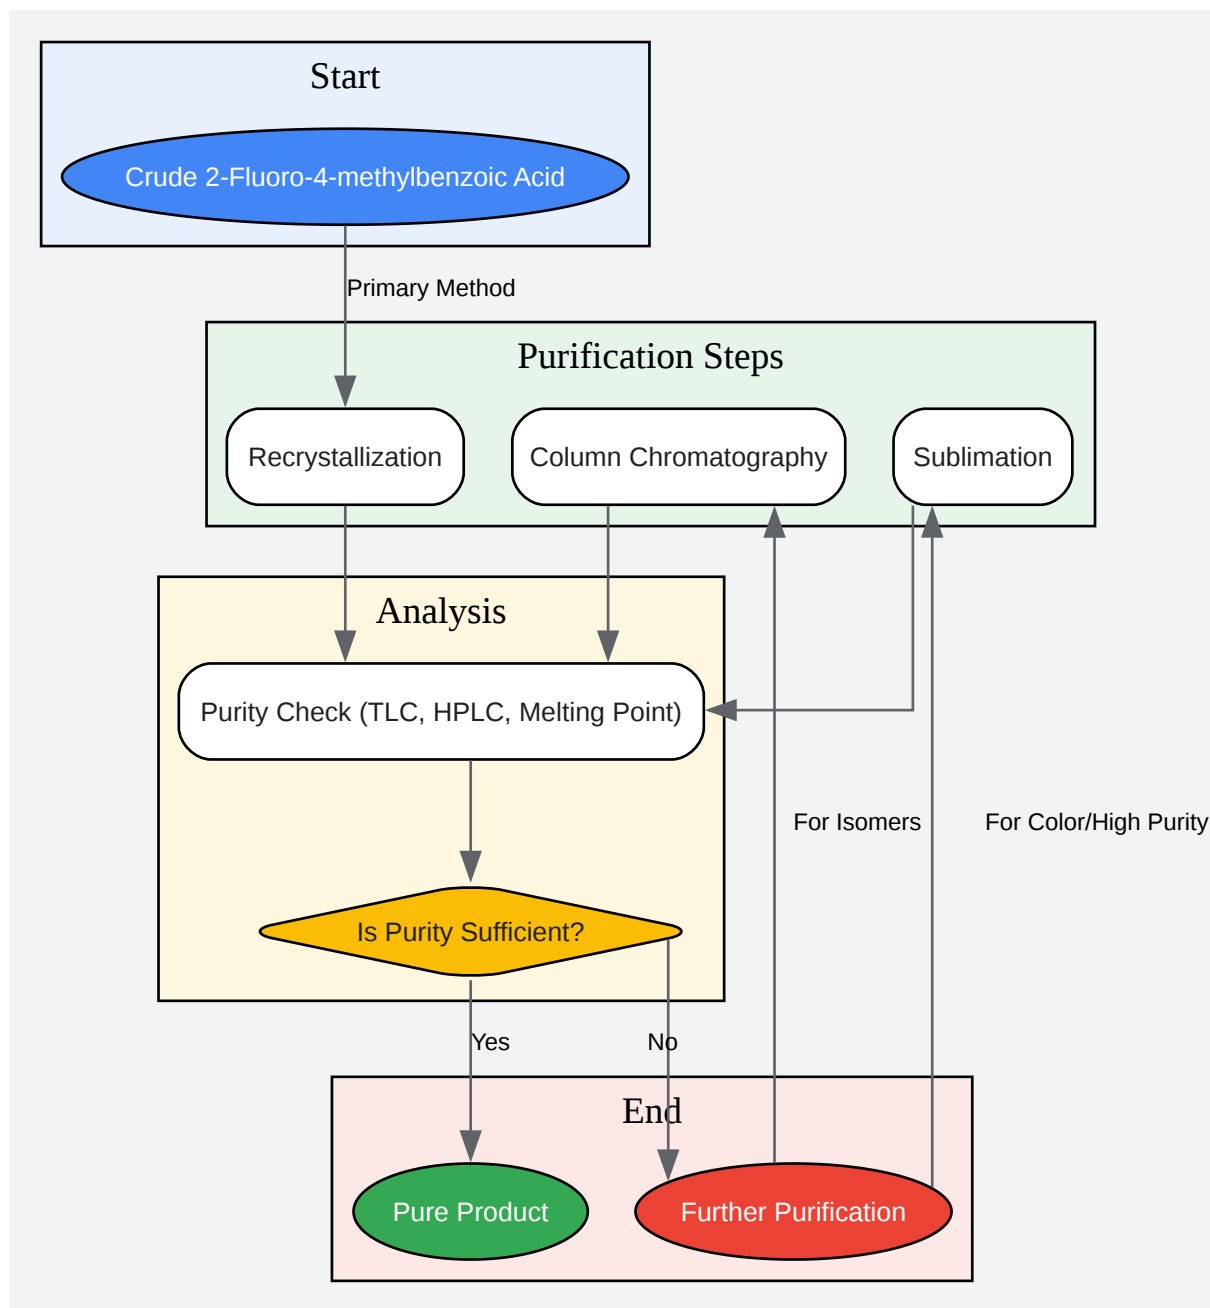 Start
Crude 2-Fluoro-4-methylbenzoic Acid
Primary Method
Purification Steps
Recrystallization
Column Chromatography
Sublimation
Analysis
Purity Check (TLC, HPLC, Melting Point)
For Isomers
For Color/High Purity
Is Purity Sufficient?
Yes
No
End
Pure Product
Further Purification